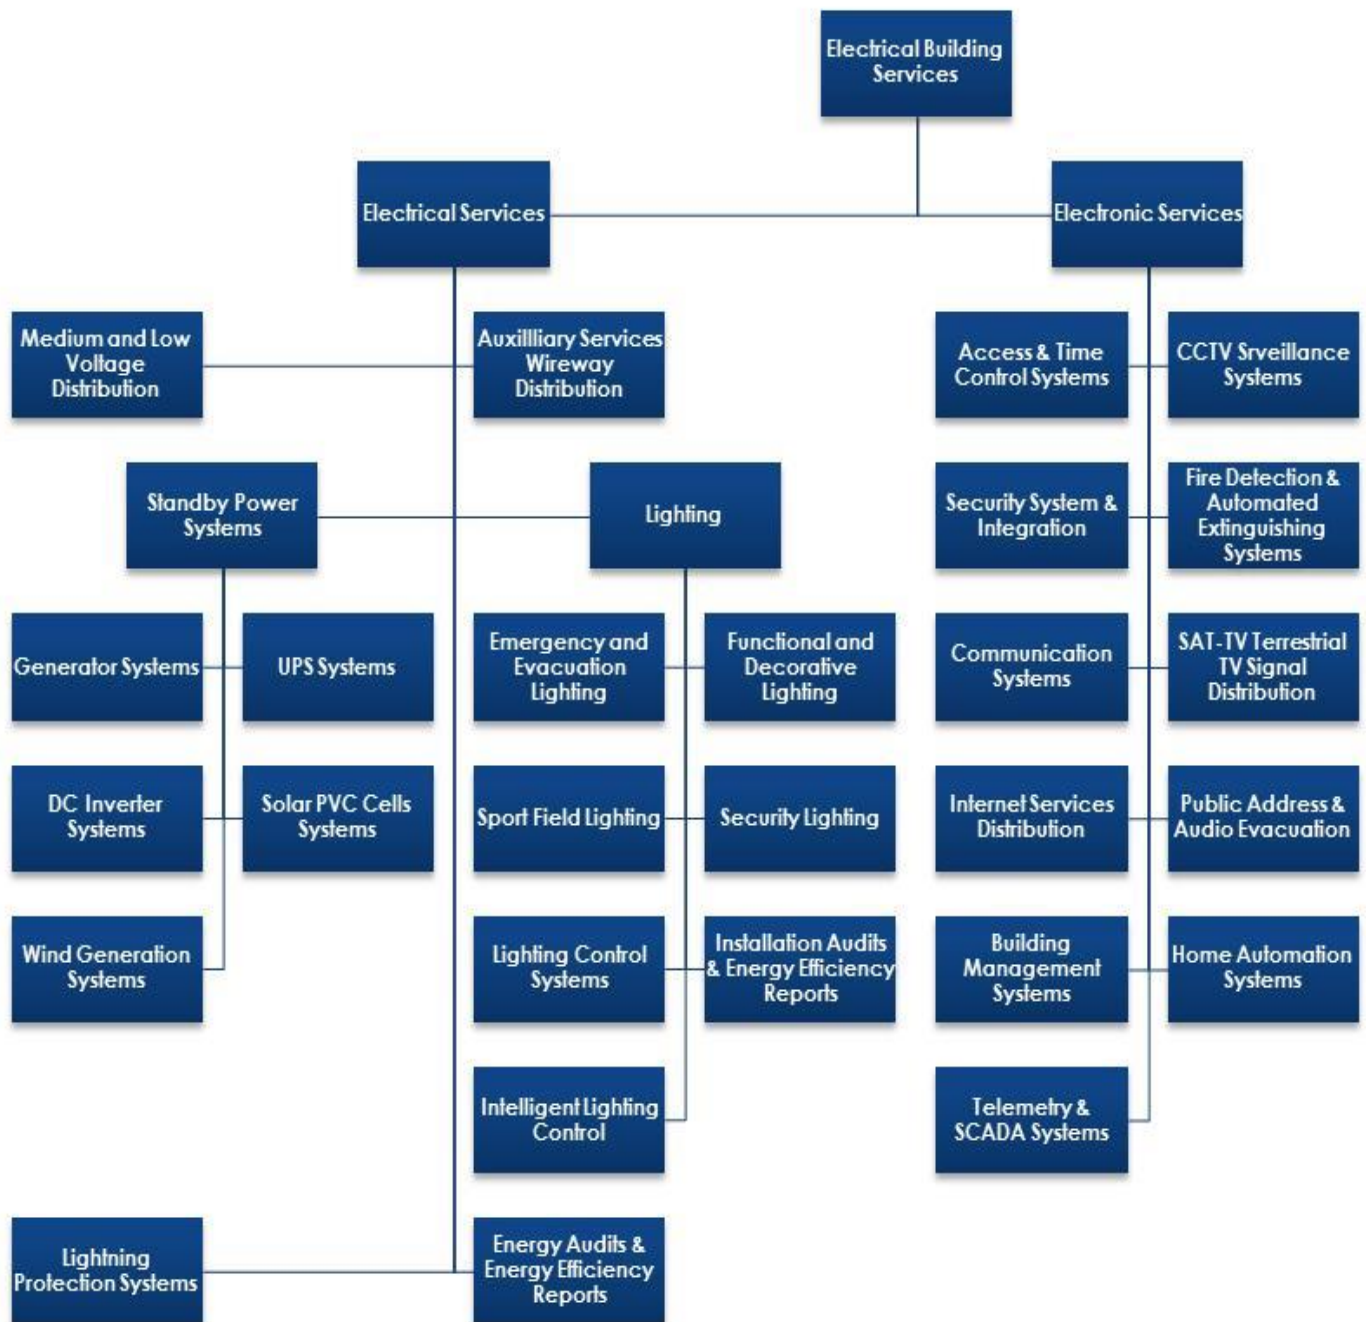 Electrical Building
Services
Electrical Services
Electronic Services
Medium and Low
Voltage
Distribution
Auxillliary Services
Wireway
Distribution
Access & Time
Control Systems
CCTV Srveillance
Systems
Standby Power
Systems
Lighting
Security System &
Integration
Fire Detection &
Automated
Extinguishing
Systems
Generator Systems
UPS Systems
Emergency and
Evacuation
Lighting
Functional and
Decorative
Lighting
Communication
Systems
SAT-TV Terrestrial
TV Signal
Distribution
DC Inverter
Systems
Solar PVC Cells
Systems
Sport Field Lighting
Security Lighting
Internet Services
Distribution
Public Address &
Audio Evacuation
Wind Generation
Systems
Lighting Control
Systems
Installation Audits
& Energy Efficiency
Reports
Building
Management
Systems
Home Automation
Systems
Intelligent Lighting
Control
Telemetry &
SCADA Systems
Lightning
Protection Systems
Energy Audits &
Energy Efficiency
Reports